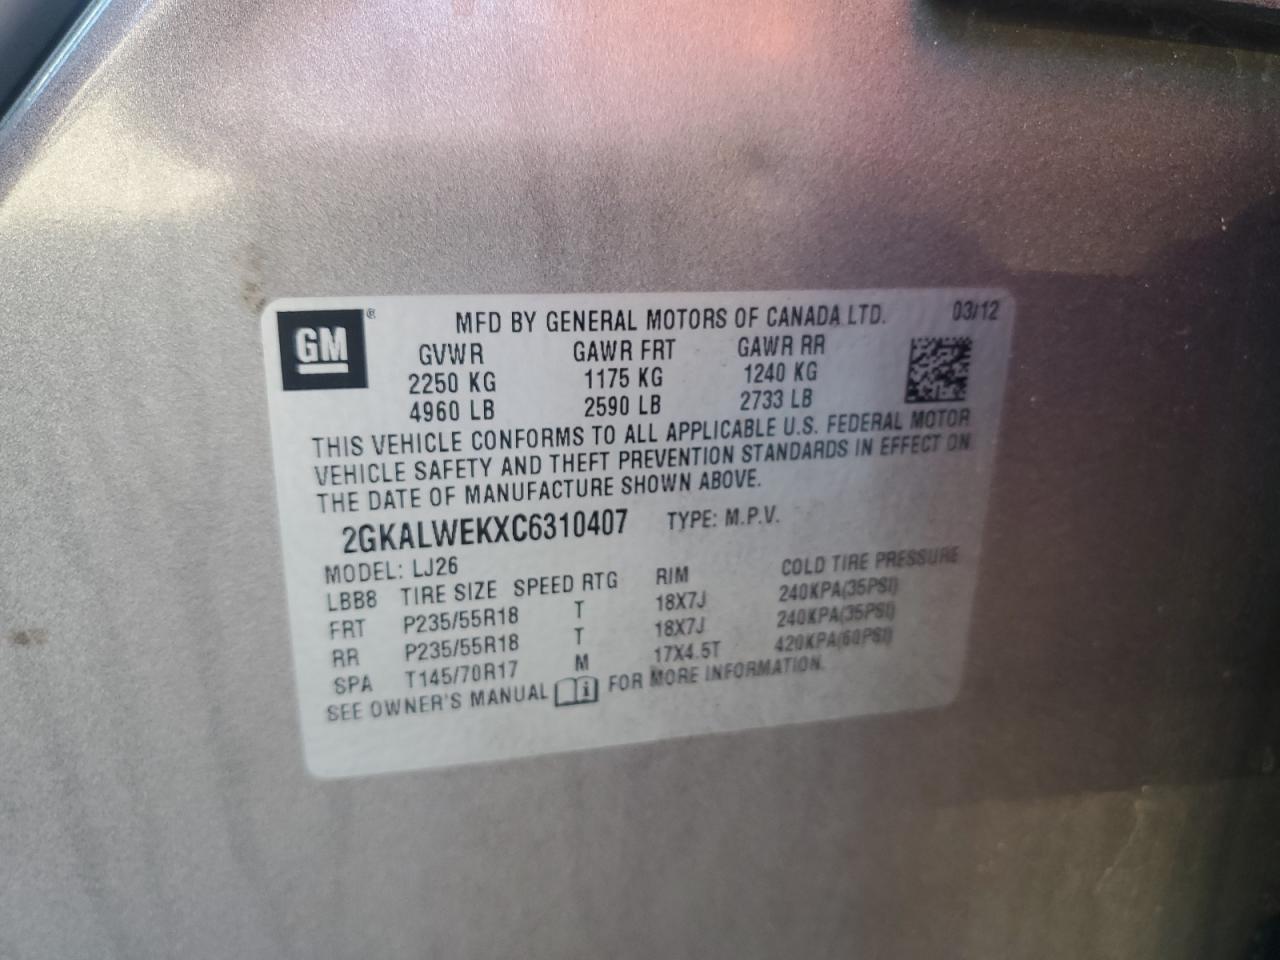 GM ®
MFD BY GENERAL MOTORS OF CANADA LTD. 03/12
GVWR GAWR FRT GAWR RR
2250 KG 1175 KG 1240 KG
4960 LB 2590 LB 2733 LB
THIS VEHICLE CONFORMS TO ALL APPLICABLE U.S. FEDERAL MOTOR
VEHICLE SAFETY AND THEFT PREVENTION STANDARDS IN EFFECT ON
THE DATE OF MANUFACTURE SHOWN ABOVE.
2GKALWEKXC6310407 TYPE: M.P.V.
MODEL: LJ26
LBB8 TIRE SIZE SPEED RTG RIM COLD TIRE PRESSURE
FRT P235/55R18 T 18X7J 240KPA(35PSI)
RR P235/55R18 T 18X7J 240KPA(35PSI)
SPA T145/70R17 M 17X4.5T 420KPA(60PSI)
SEE OWNER'S MANUAL i FOR MORE INFORMATION.